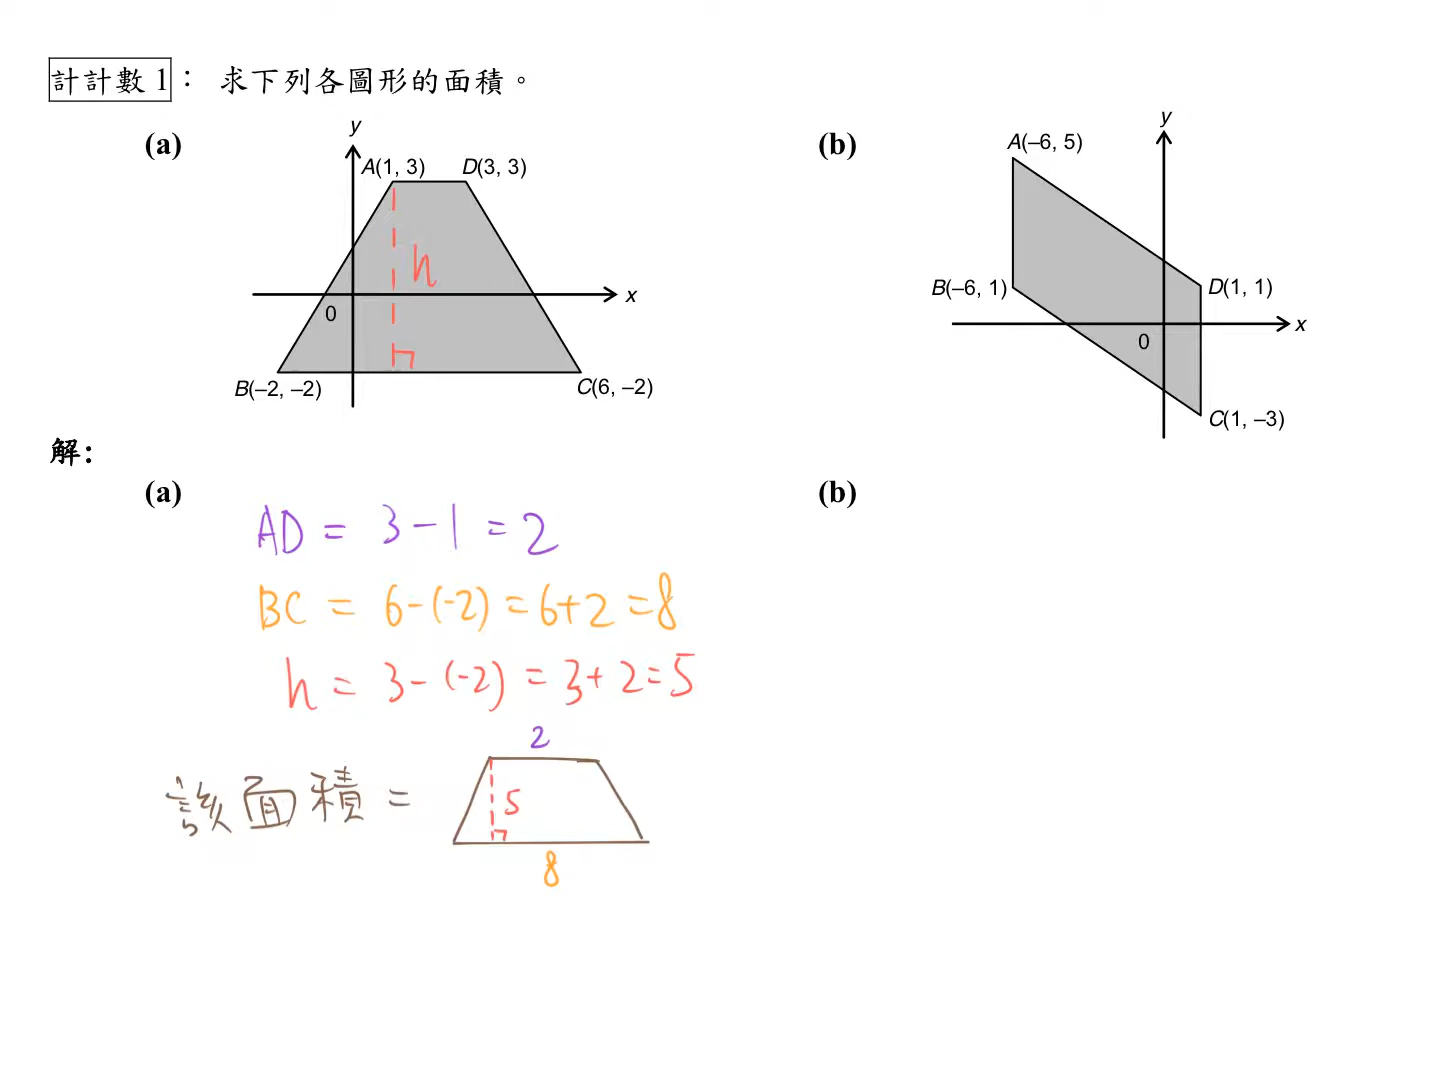 計計數 1： 求下列各圖形的面積。
(a)
y
A(1, 3)
D(3, 3)
h
x
0
B(–2, –2)
C(6, –2)
(b)
y
A(–6, 5)
B(–6, 1)
D(1, 1)
x
0
C(1, –3)
解:
(a)
AD = 3 - 1 = 2
BC = 6 - (-2) = 6 + 2 = 8
h = 3 - (-2) = 3 + 2 = 5
該面積 =
2
5
8
(b)